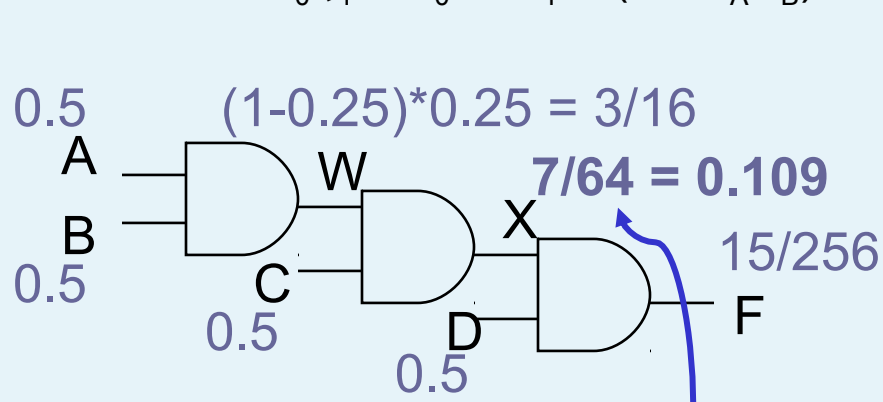 0.5 (1-0.25)*0.25 = 3/16
A W 7/64 = 0.109
X
B 15/256
0.5 C F
0.5 D
0.5